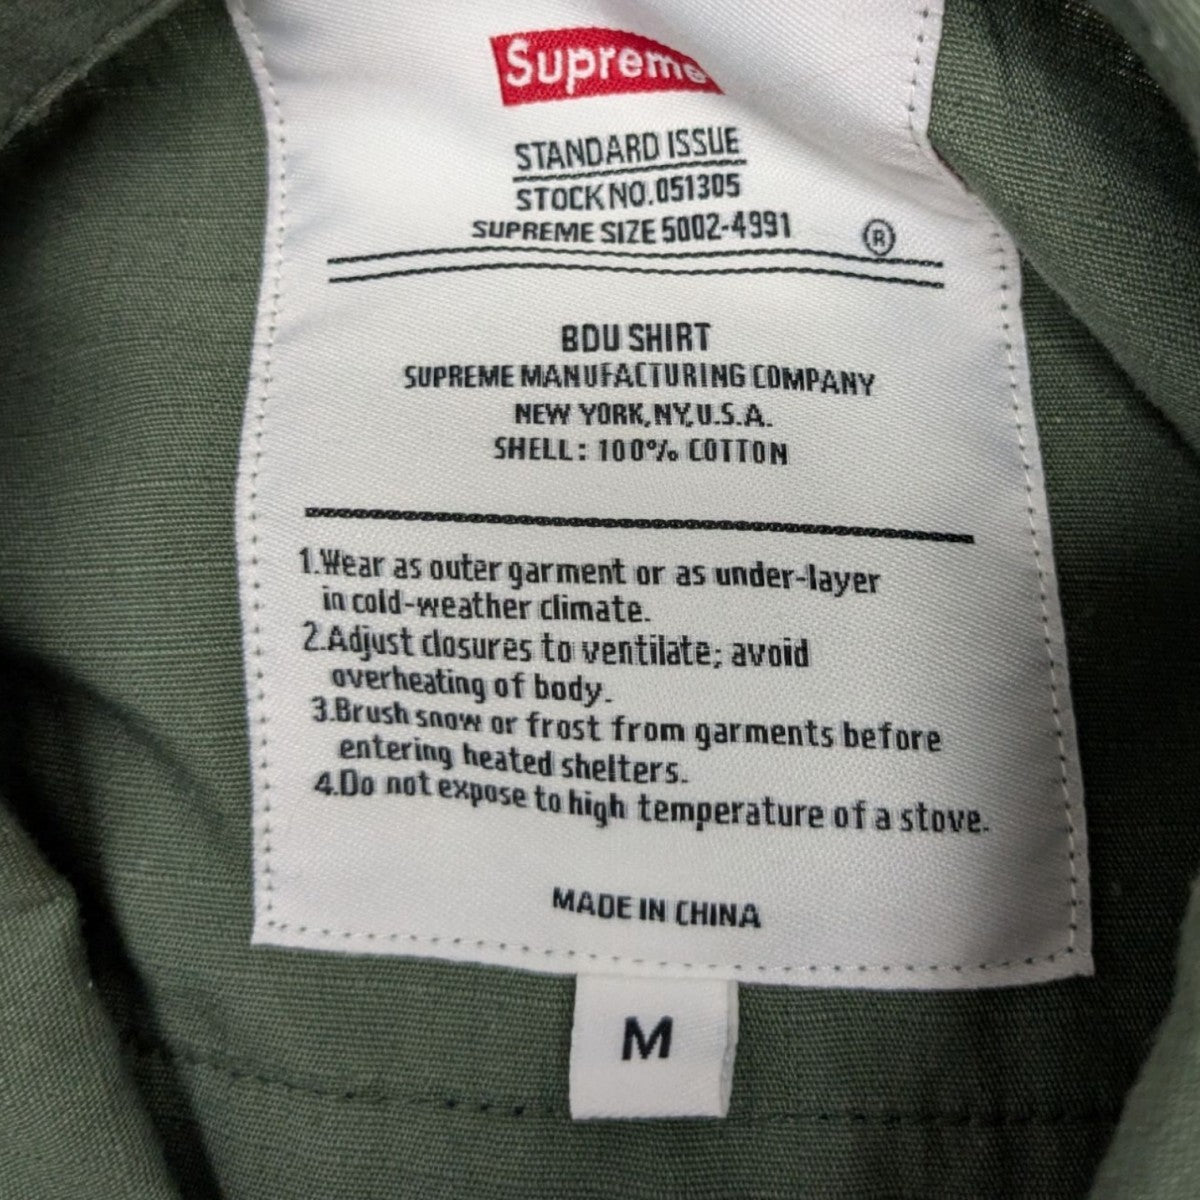 Supreme
STANDARD ISSUE
STOCK NO.051305
SUPREME SIZE 5002-4991
®
BDU SHIRT
SUPREME MANUFACTURING COMPANY
NEW YORK,NY,U.S.A.
SHELL: 100% COTTON
1.Wear as outer garment or as under-layer
in cold-weather climate.
2.Adjust closures to ventilate; avoid
overheating of body.
3.Brush snow or frost from garments before
entering heated shelters.
4.Do not expose to high temperature of a stove.
MADE IN CHINA
M